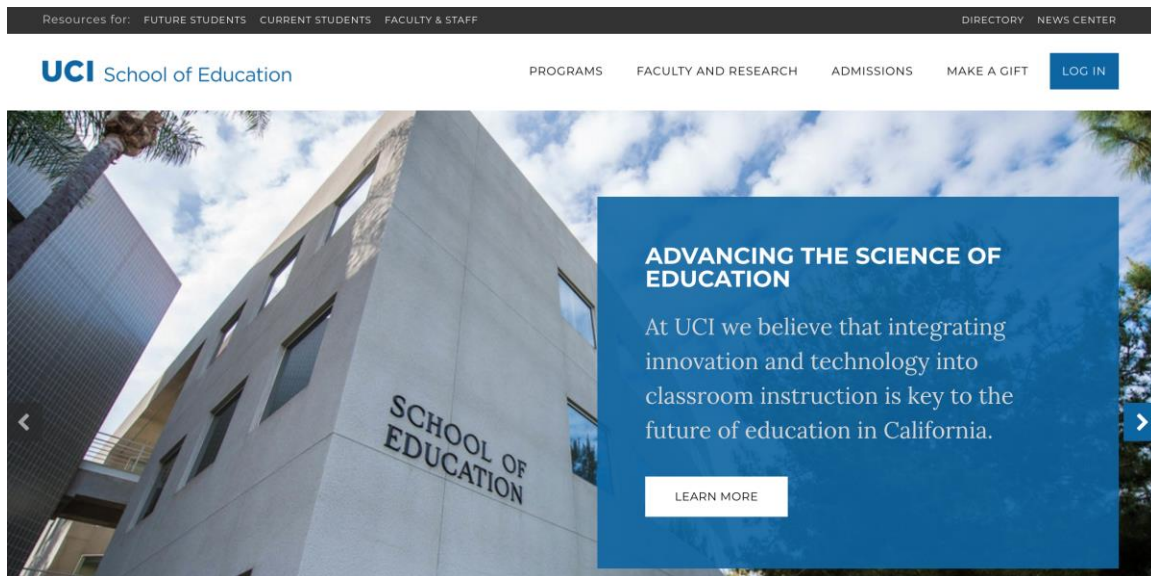 Resources for: FUTURE STUDENTS CURRENT STUDENTS FACULTY & STAFF DIRECTORY NEWS CENTER
UCI School of Education PROGRAMS FACULTY AND RESEARCH ADMISSIONS MAKE A GIFT LOG IN
ADVANCING THE SCIENCE OF
EDUCATION
At UCI we believe that integrating
innovation and technology into
classroom instruction is key to the
future of education in California.
LEARN MORE
SCHOOL OF
EDUCATION